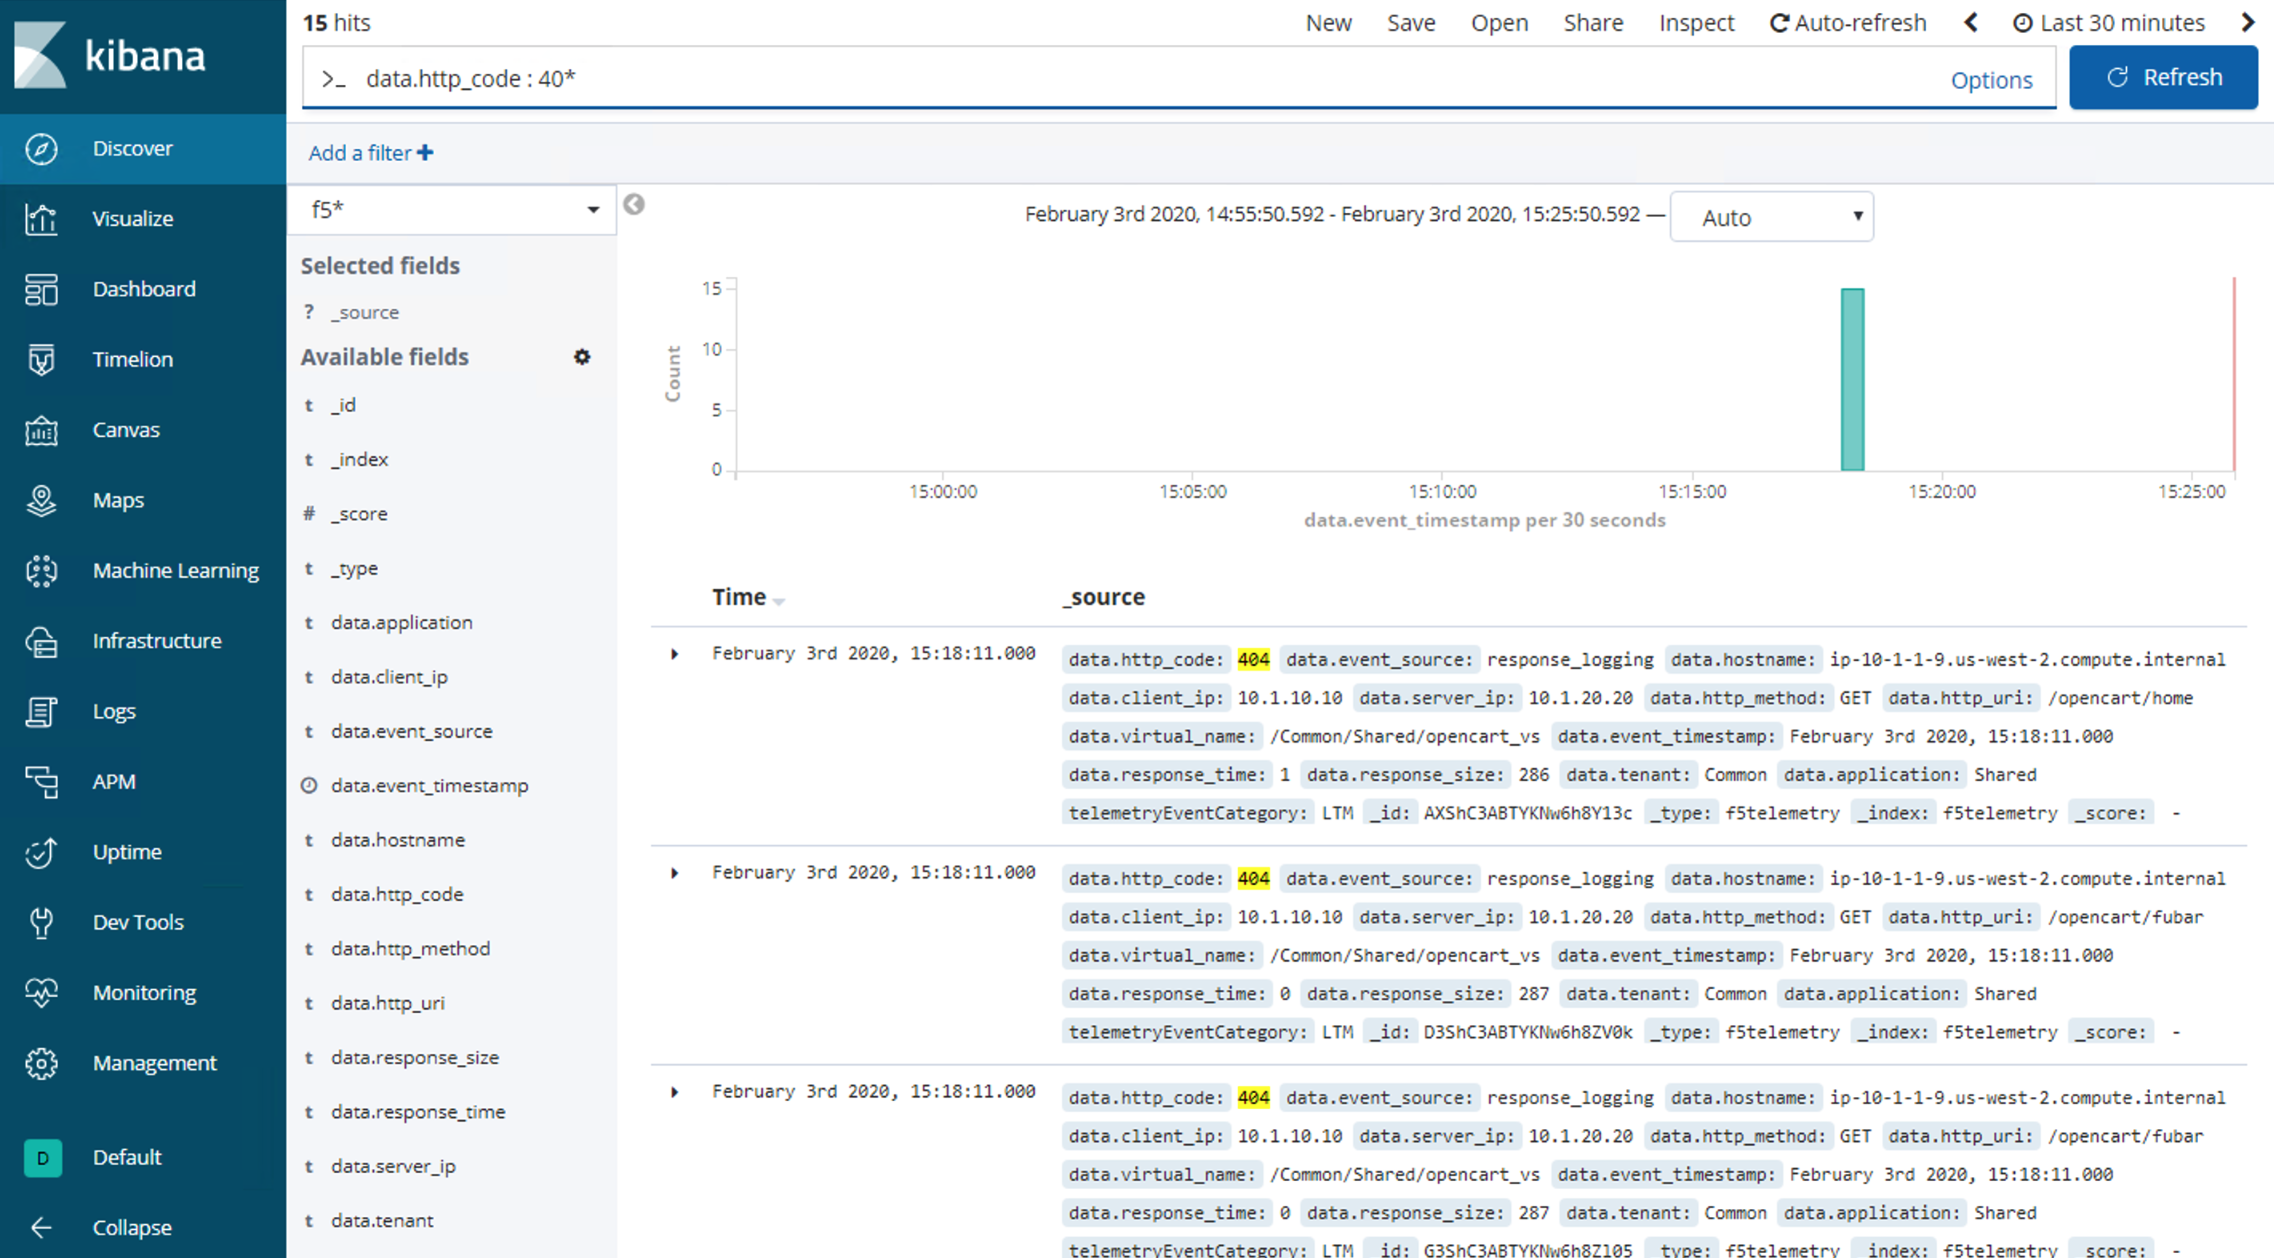 kibana
Discover
Visualize
Dashboard
Timelion
Canvas
Maps
Machine Learning
Infrastructure
Logs
APM
Uptime
Dev Tools
Monitoring
Management
D Default
Collapse
15 hits
New Save Open Share Inspect Auto-refresh Last 30 minutes
>_ data.http_code : 40* Options Refresh
Add a filter +
f5*
Selected fields
? _source
Available fields
t _id
t _index
# _score
t _type
t data.application
t data.client_ip
t data.event_source
data.event_timestamp
t data.hostname
t data.http_code
t data.http_method
t data.http_uri
t data.response_size
t data.response_time
t data.server_ip
t data.tenant
February 3rd 2020, 14:55:50.592 - February 3rd 2020, 15:25:50.592 — Auto
Count
15
10
5
0
15:00:00 15:05:00 15:10:00 15:15:00 15:20:00 15:25:00
data.event_timestamp per 30 seconds
Time _source
February 3rd 2020, 15:18:11.000 data.http_code: 404 data.event_source: response_logging data.hostname: ip-10-1-1-9.us-west-2.compute.internal
data.client_ip: 10.1.10.10 data.server_ip: 10.1.20.20 data.http_method: GET data.http_uri: /opencart/home
data.virtual_name: /Common/Shared/opencart_vs data.event_timestamp: February 3rd 2020, 15:18:11.000
data.response_time: 1 data.response_size: 286 data.tenant: Common data.application: Shared
telemetryEventCategory: LTM _id: AXShC3ABTYKNw6h8Y13c _type: f5telemetry _index: f5telemetry _score: -
February 3rd 2020, 15:18:11.000 data.http_code: 404 data.event_source: response_logging data.hostname: ip-10-1-1-9.us-west-2.compute.internal
data.client_ip: 10.1.10.10 data.server_ip: 10.1.20.20 data.http_method: GET data.http_uri: /opencart/fubar
data.virtual_name: /Common/Shared/opencart_vs data.event_timestamp: February 3rd 2020, 15:18:11.000
data.response_time: 0 data.response_size: 287 data.tenant: Common data.application: Shared
telemetryEventCategory: LTM _id: D3ShC3ABTYKNw6h8ZV0k _type: f5telemetry _index: f5telemetry _score: -
February 3rd 2020, 15:18:11.000 data.http_code: 404 data.event_source: response_logging data.hostname: ip-10-1-1-9.us-west-2.compute.internal
data.client_ip: 10.1.10.10 data.server_ip: 10.1.20.20 data.http_method: GET data.http_uri: /opencart/fubar
data.virtual_name: /Common/Shared/opencart_vs data.event_timestamp: February 3rd 2020, 15:18:11.000
data.response_time: 0 data.response_size: 287 data.tenant: Common data.application: Shared
telemetryEventCategory: LTM _id: G3ShC3ABTYKNw6h8Zl05 _type: f5telemetry _index: f5telemetry _score: -